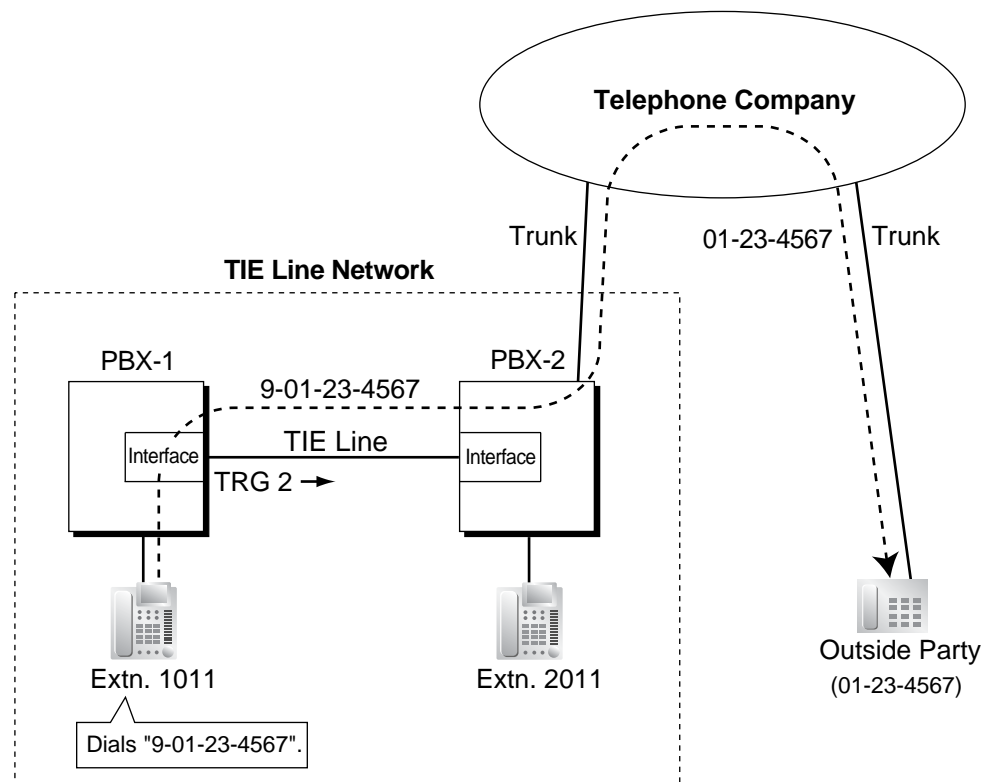 Telephone Company
Trunk
01-23-4567
Trunk
TIE Line Network
PBX-1
PBX-2
9-01-23-4567
Interface
TIE Line
Interface
TRG 2 →
Extn. 1011
Extn. 2011
Outside Party
(01-23-4567)
Dials "9-01-23-4567".